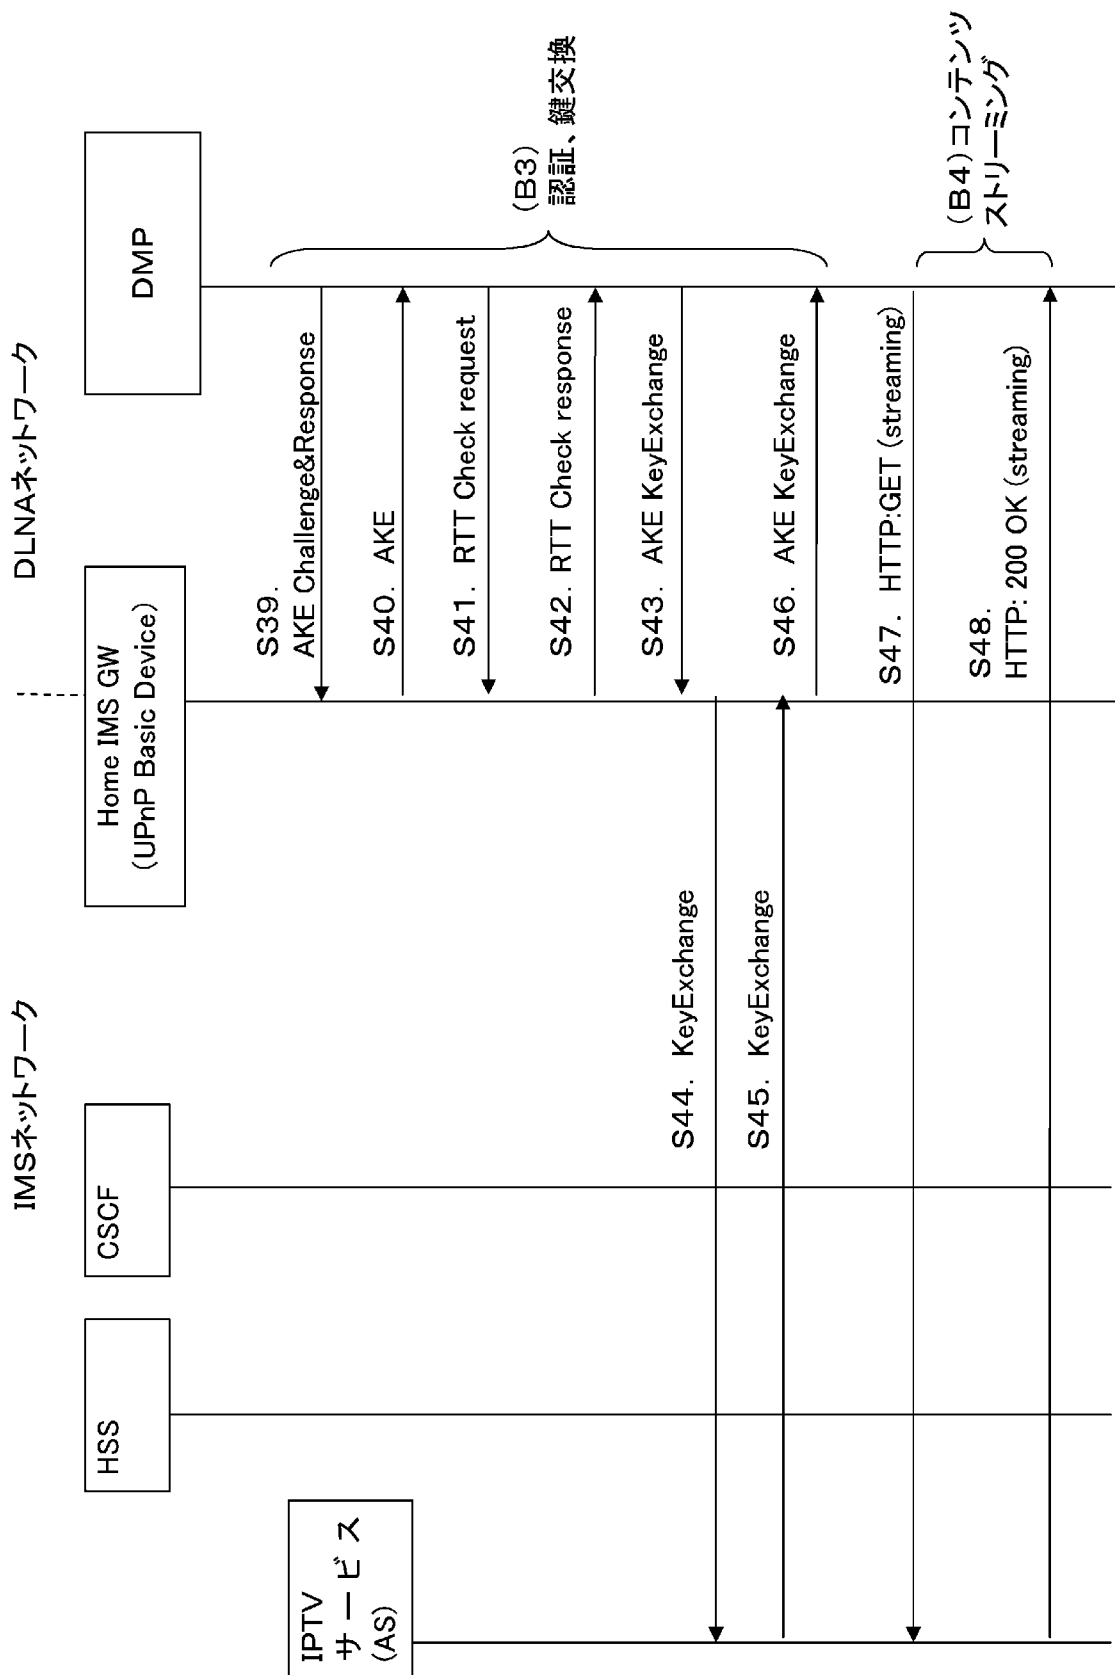 IMSネットワーク
DLNAネットワーク
IPTV
サービス
(AS)
HSS
CSCF
Home IMS GW
(UPnP Basic Device)
DMP
S39.
AKE Challenge&Response
S40. AKE
S41. RTT Check request
S42. RTT Check response
S43. AKE KeyExchange
S44. KeyExchange
S45. KeyExchange
S46. AKE KeyExchange
(B3)
認証、鍵交換
S47. HTTP:GET (streaming)
S48.
HTTP: 200 OK (streaming)
(B4)コンテンツ
ストリーミング